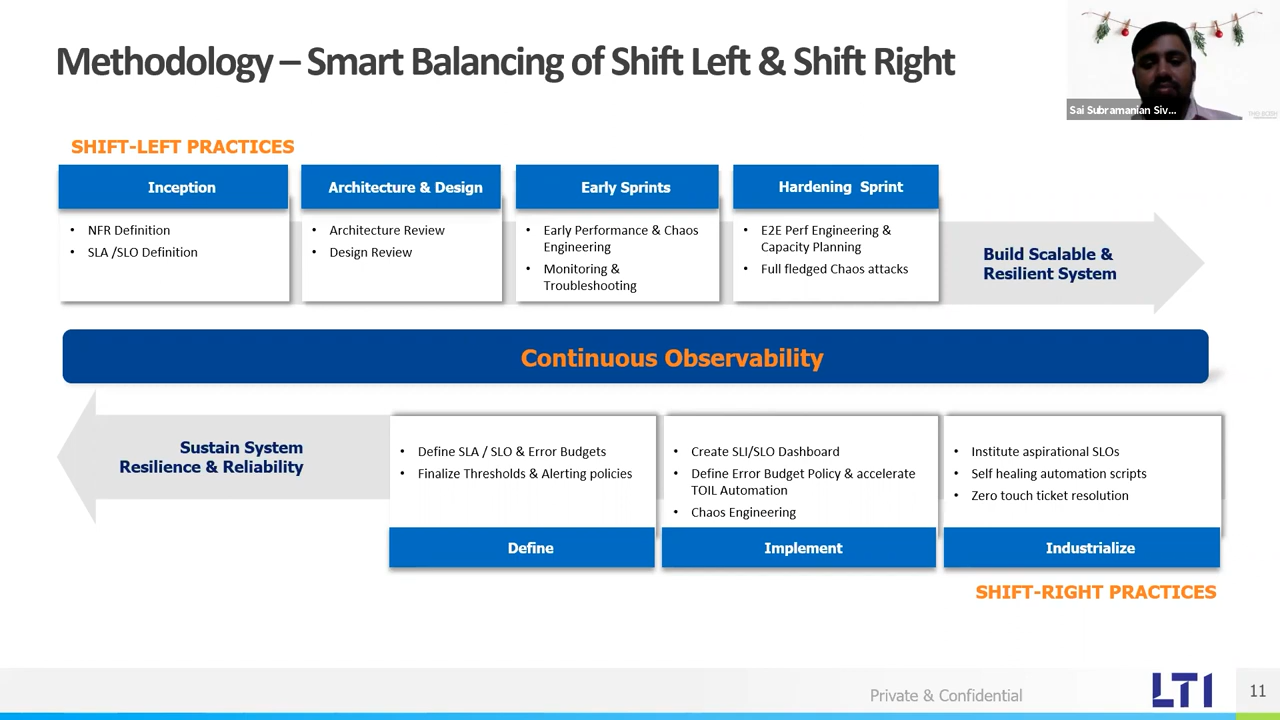 Methodology – Smart Balancing of Shift Left & Shift Right
Sai Subramanian Siv...
SHIFT-LEFT PRACTICES
Inception
• NFR Definition
• SLA /SLO Definition
Architecture & Design
• Architecture Review
• Design Review
Early Sprints
• Early Performance & Chaos
Engineering
• Monitoring &
Troubleshooting
Hardening Sprint
• E2E Perf Engineering &
Capacity Planning
• Full fledged Chaos attacks
Build Scalable &
Resilient System
Continuous Observability
Sustain System
Resilience & Reliability
• Define SLA / SLO & Error Budgets
• Finalize Thresholds & Alerting policies
Define
• Create SLI/SLO Dashboard
• Define Error Budget Policy & accelerate
TOIL Automation
• Chaos Engineering
Implement
• Institute aspirational SLOs
• Self healing automation scripts
• Zero touch ticket resolution
Industrialize
SHIFT-RIGHT PRACTICES
Private & Confidential
LTI
11